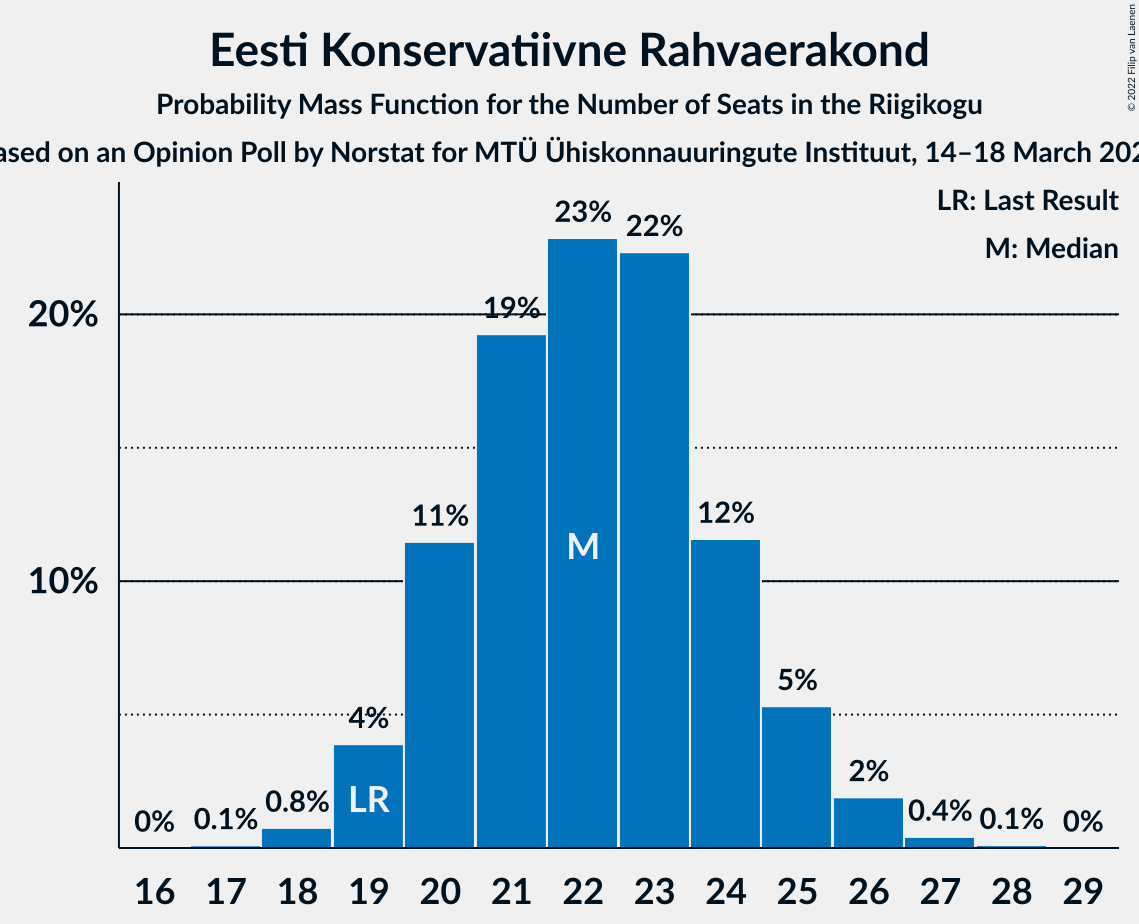 Eesti Konservatiivne Rahvaerakond
Probability Mass Function for the Number of Seats in the Riigikogu
ased on an Opinion Poll by Norstat for MTÜ Ühiskonnauuringute Instituut, 14–18 March 202
© 2022 Filip van Laenen
LR: Last Result
M: Median
20%
10%
0%
0.1%
0.8%
4%
11%
19%
23%
22%
12%
5%
2%
0.4%
0.1%
0%
LR
M
16 17 18 19 20 21 22 23 24 25 26 27 28 29